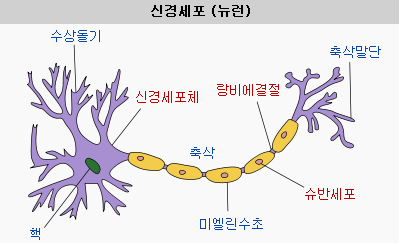 신경세포 (뉴런)
수상돌기
축삭말단
신경세포체
랑비에결절
축삭
슈반세포
미엘린수초
핵